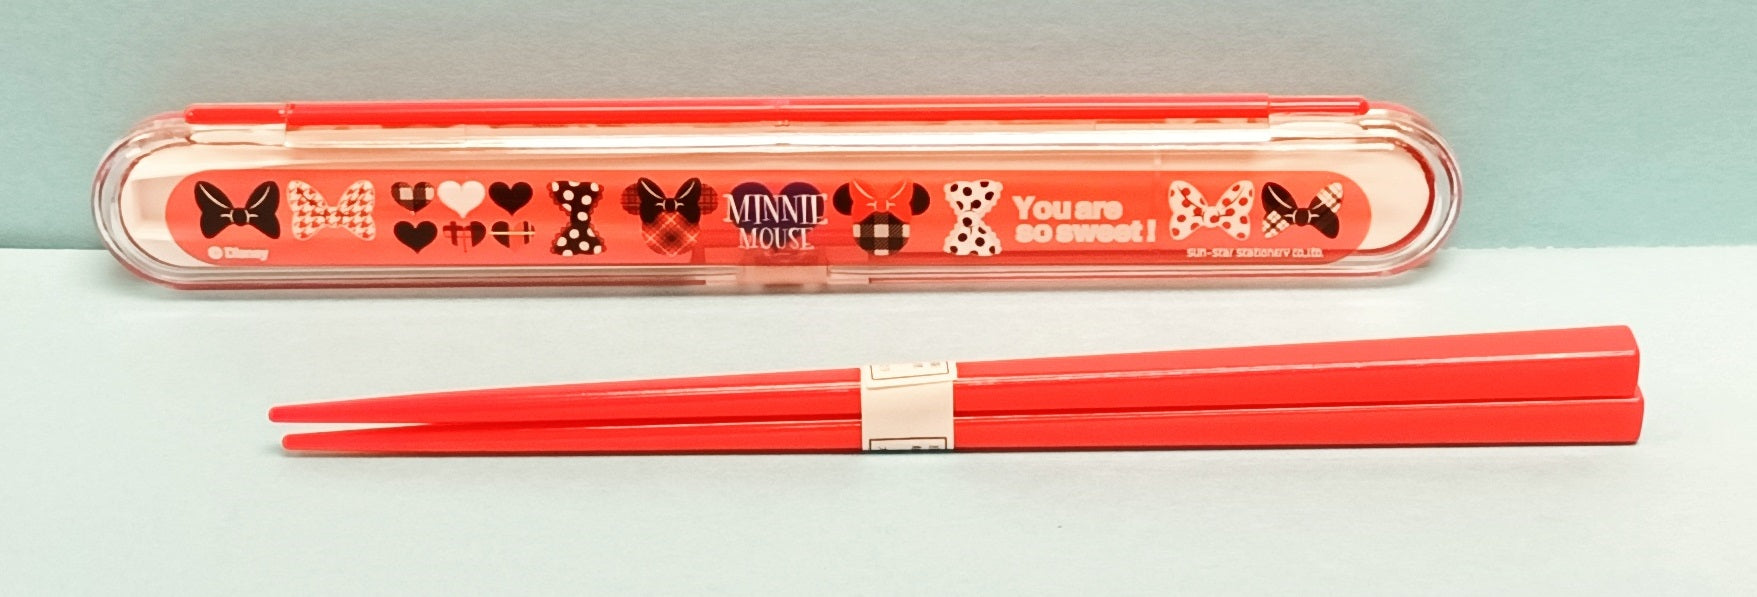 MINNIE
MOUSE
You are
so sweet!
© Disney
SUN-STAR STATIONERY CO.,LTD.